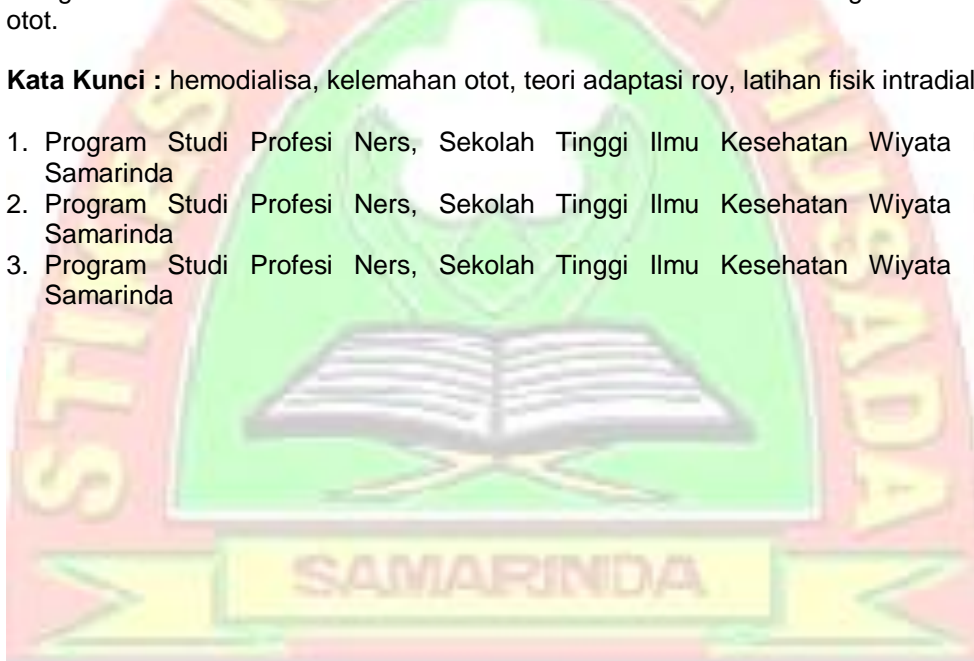 otot.
Kata Kunci : hemodialisa, kelemahan otot, teori adaptasi roy, latihan fisik intradial
1. Program Studi Profesi Ners, Sekolah Tinggi Ilmu Kesehatan Wiyata
Samarinda
2. Program Studi Profesi Ners, Sekolah Tinggi Ilmu Kesehatan Wiyata
Samarinda
3. Program Studi Profesi Ners, Sekolah Tinggi Ilmu Kesehatan Wiyata
Samarinda
STIKES W
HUSADA
SAMARINDA